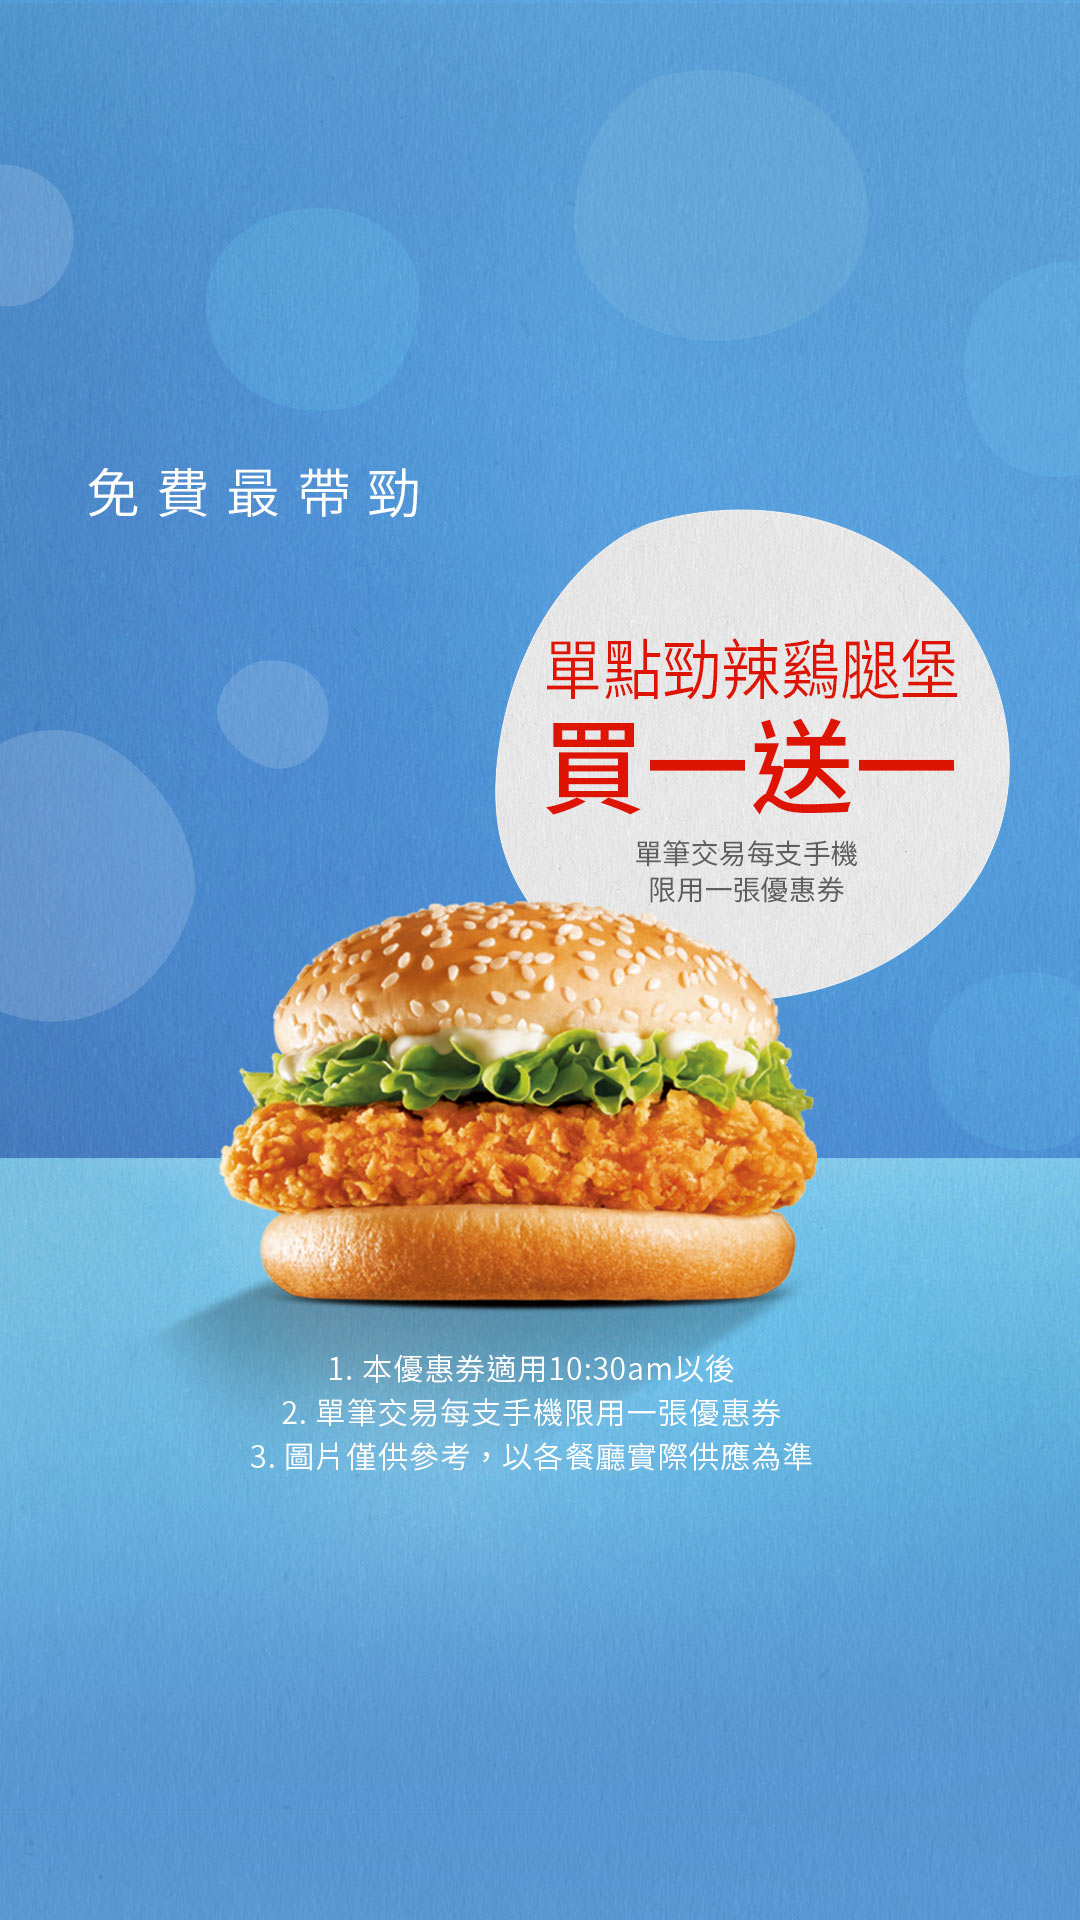 免費最帶勁
單點勁辣鷄腿堡
買一送一
單筆交易每支手機
限用一張優惠券
1. 本優惠券適用10:30am以後
2. 單筆交易每支手機限用一張優惠券
3. 圖片僅供參考，以各餐廳實際供應為準